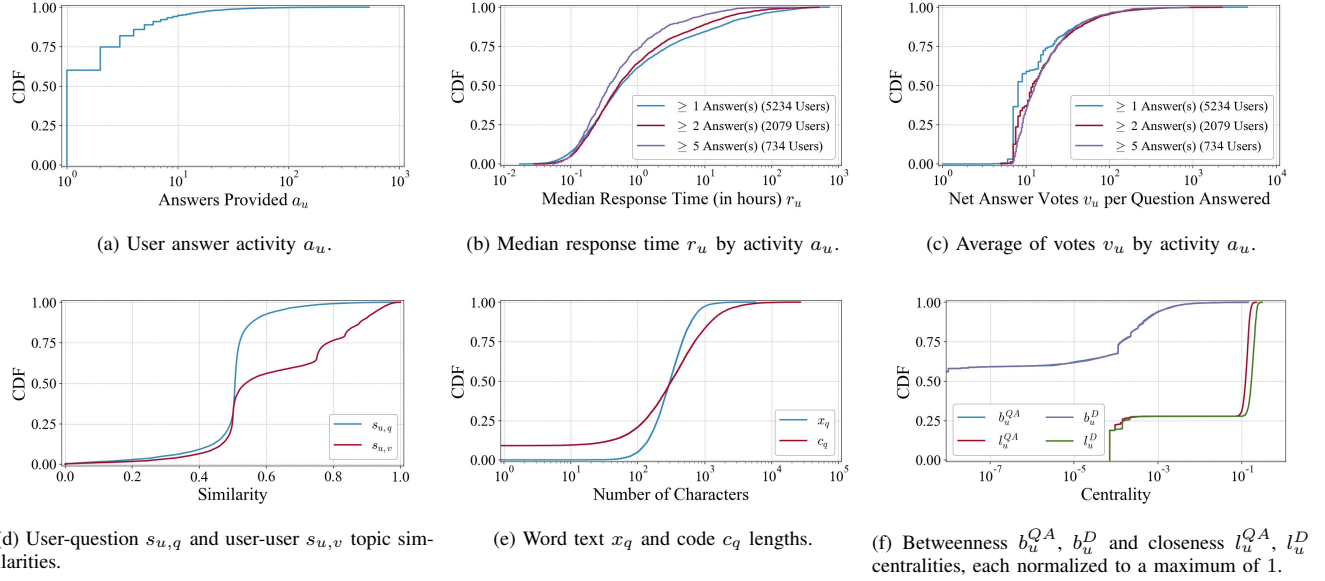 CDF
1.00
0.75
0.50
0.25
0.00
10^0 10^1 10^2 10^3
Answers Provided a_u
(a) User answer activity a_u.
CDF
1.00
0.75
0.50
0.25
0.00
≥ 1 Answer(s) (5234 Users)
≥ 2 Answer(s) (2079 Users)
≥ 5 Answer(s) (734 Users)
10^-2 10^-1 10^0 10^1 10^2 10^3
Median Response Time (in hours) r_u
(b) Median response time r_u by activity a_u.
CDF
1.00
0.75
0.50
0.25
0.00
≥ 1 Answer(s) (5234 Users)
≥ 2 Answer(s) (2079 Users)
≥ 5 Answer(s) (734 Users)
10^0 10^1 10^2 10^3 10^4
Net Answer Votes v_u per Question Answered
(c) Average of votes v_u by activity a_u.
CDF
1.00
0.75
0.50
0.25
0.00
s_{u,q}
s_{u,v}
0.0 0.2 0.4 0.6 0.8 1.0
Similarity
(d) User-question s_{u,q} and user-user s_{u,v} topic sim-
ilarities.
CDF
1.00
0.75
0.50
0.25
0.00
x_q
c_q
10^0 10^1 10^2 10^3 10^4 10^5
Number of Characters
(e) Word text x_q and code c_q lengths.
CDF
1.00
0.75
0.50
0.25
0.00
b_u^{QA} b_u^D
l_u^{QA} l_u^D
10^-7 10^-5 10^-3 10^-1
Centrality
(f) Betweenness b_u^{QA}, b_u^D and closeness l_u^{QA}, l_u^D
centralities, each normalized to a maximum of 1.